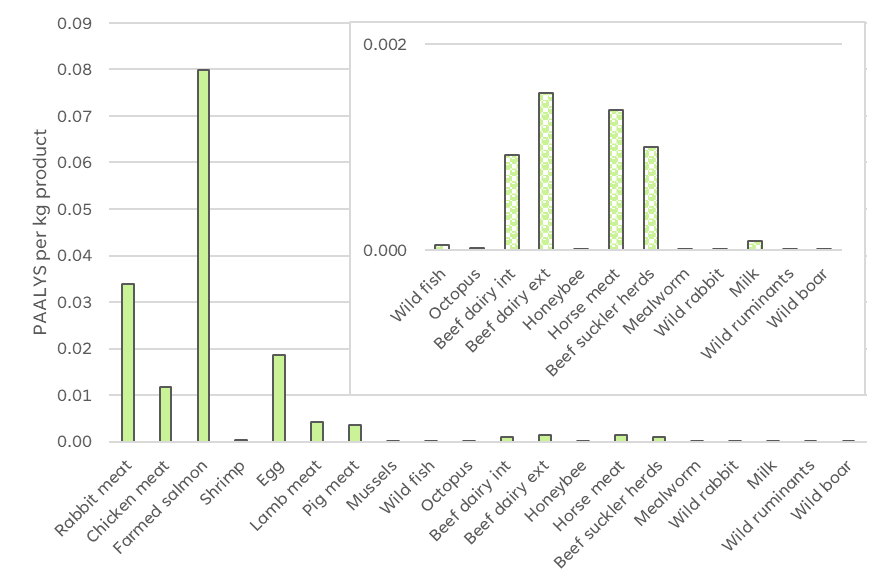 PAALYS per kg product
0.09
0.08
0.07
0.06
0.05
0.04
0.03
0.02
0.01
0.00
Rabbit meat
Chicken meat
Farmed salmon
Shrimp
Egg
Lamb meat
Pig meat
Mussels
Wild fish
Octopus
Beef dairy int
Beef dairy ext
Honeybee
Horse meat
Beef suckler herds
Mealworm
Wild rabbit
Milk
Wild ruminants
Wild boar
0.002
0.000
Wild fish
Octopus
Beef dairy int
Beef dairy ext
Honeybee
Horse meat
Beef suckler herds
Mealworm
Wild rabbit
Milk
Wild ruminants
Wild boar